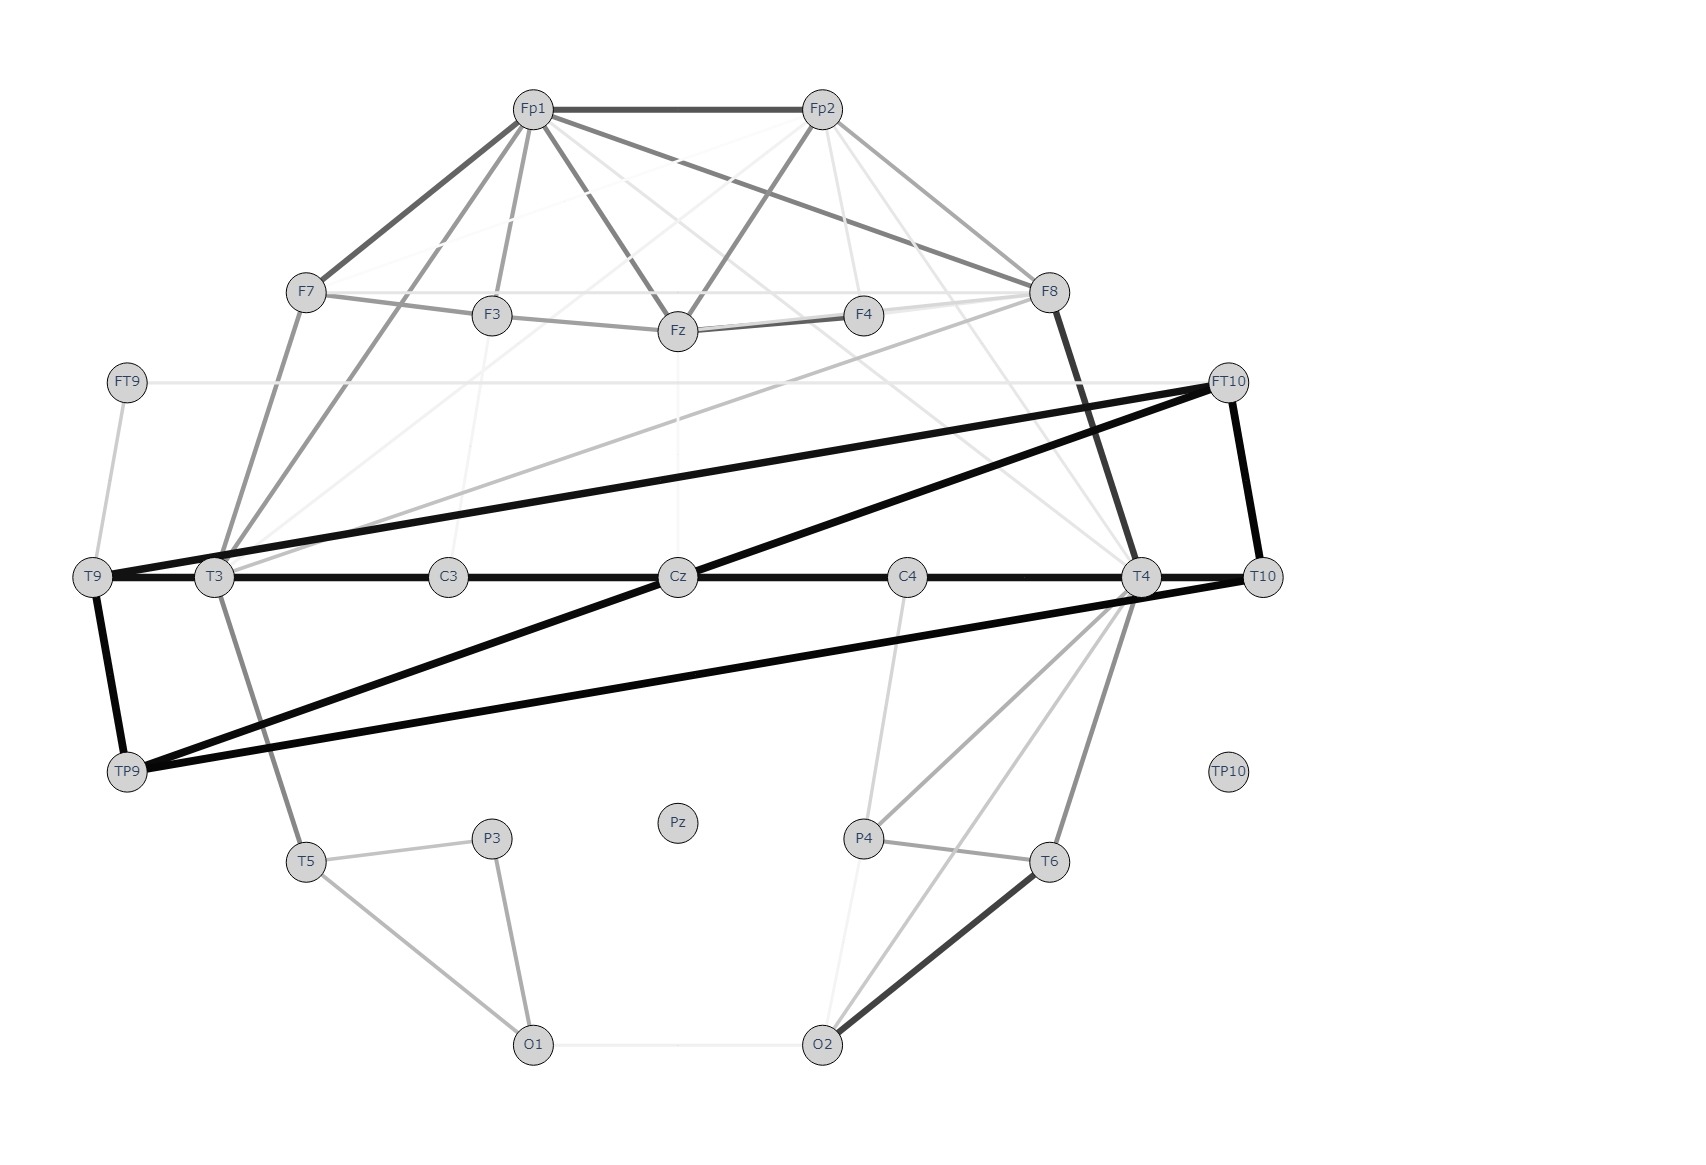 Fp1 Fp2
F7 F8
F3 Fz F4
FT9 FT10
T9 T3 C3 Cz C4 T4 T10
TP9 TP10
Pz
P3 P4
T5 T6
O1 O2